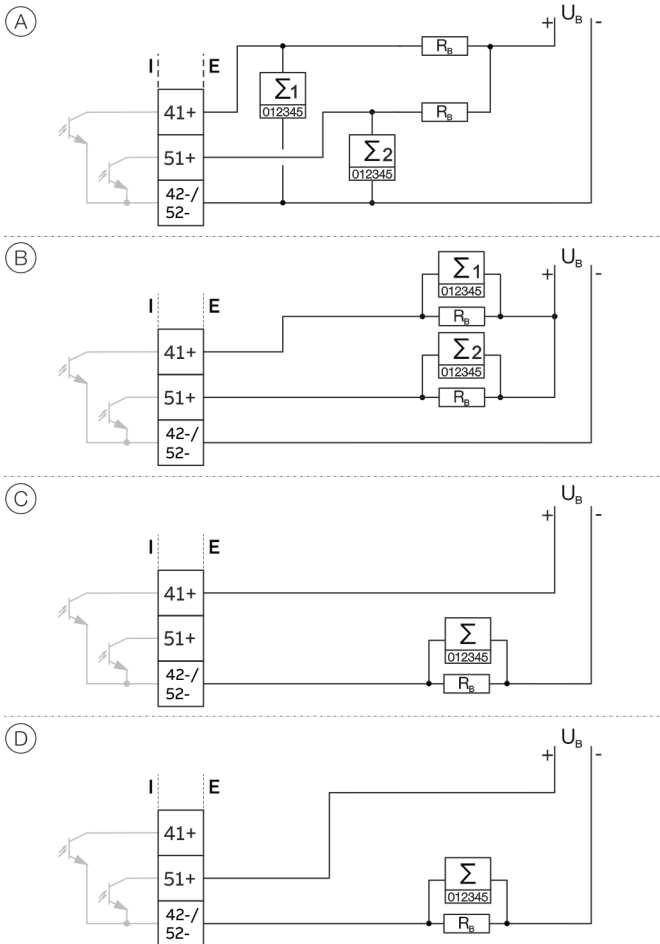 A
U_B
+ -
R_B
I E
Σ1
012345
41+
R_B
Σ2
012345
51+
42-/
52-
B
U_B
Σ1
+ -
012345
I E
R_B
41+
Σ2
012345
51+
R_B
42-/
52-
C
U_B
+ -
I E
41+
51+
Σ
012345
42-/
52-
R_B
D
U_B
+ -
I E
41+
51+
Σ
012345
42-/
52-
R_B